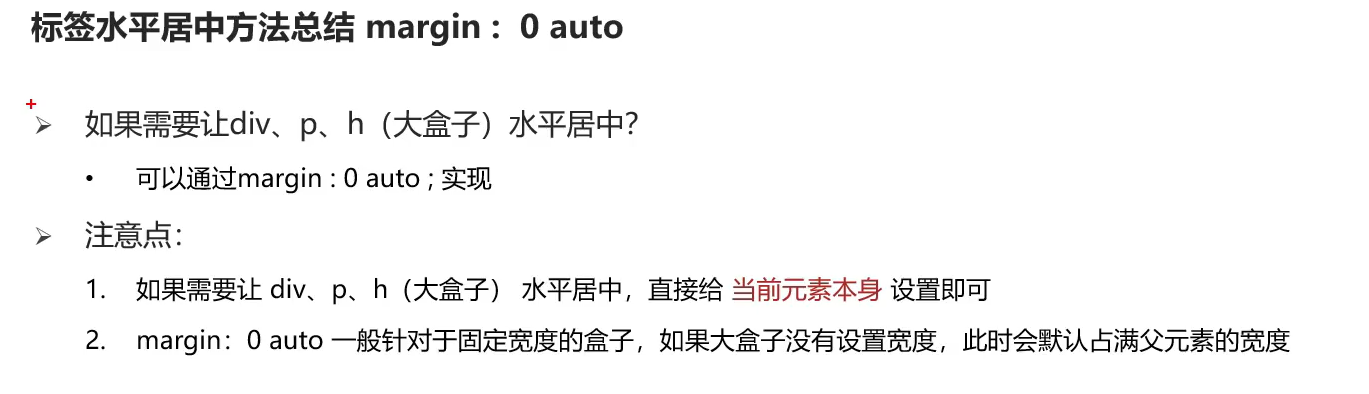 标签水平居中方法总结 margin : 0 auto
如果需要让div、p、h（大盒子）水平居中？
可以通过margin : 0 auto ; 实现
注意点：
1. 如果需要让 div、p、h（大盒子） 水平居中，直接给 当前元素本身 设置即可
2. margin：0 auto 一般针对于固定宽度的盒子，如果大盒子没有设置宽度，此时会默认占满父元素的宽度